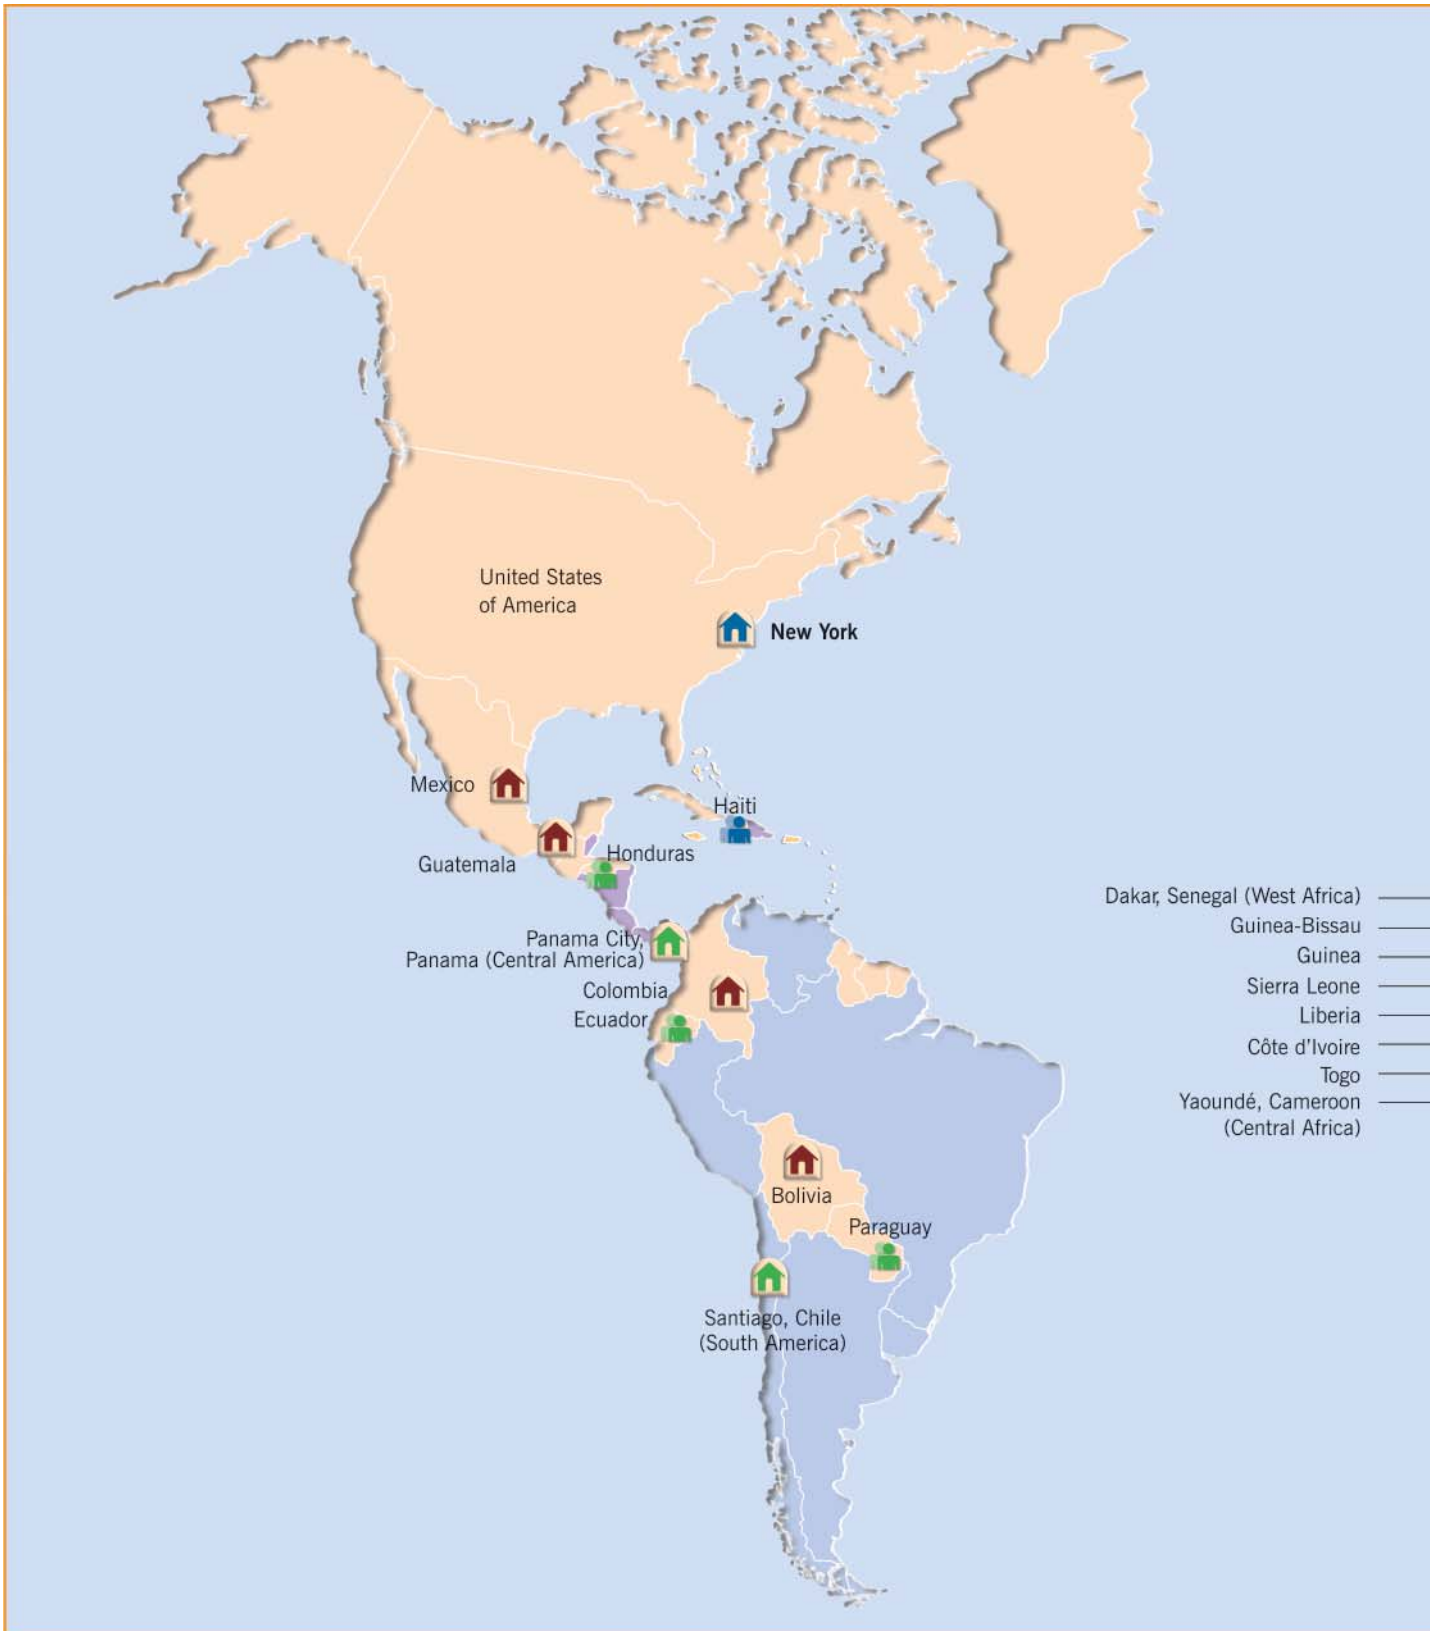 United States
of America
New York
Mexico
Haiti
Guatemala
Honduras
Panama City,
Panama (Central America)
Colombia
Ecuador
Bolivia
Paraguay
Santiago, Chile
(South America)
Dakar, Senegal (West Africa)
Guinea-Bissau
Guinea
Sierra Leone
Liberia
Côte d'Ivoire
Togo
Yaoundé, Cameroon
(Central Africa)